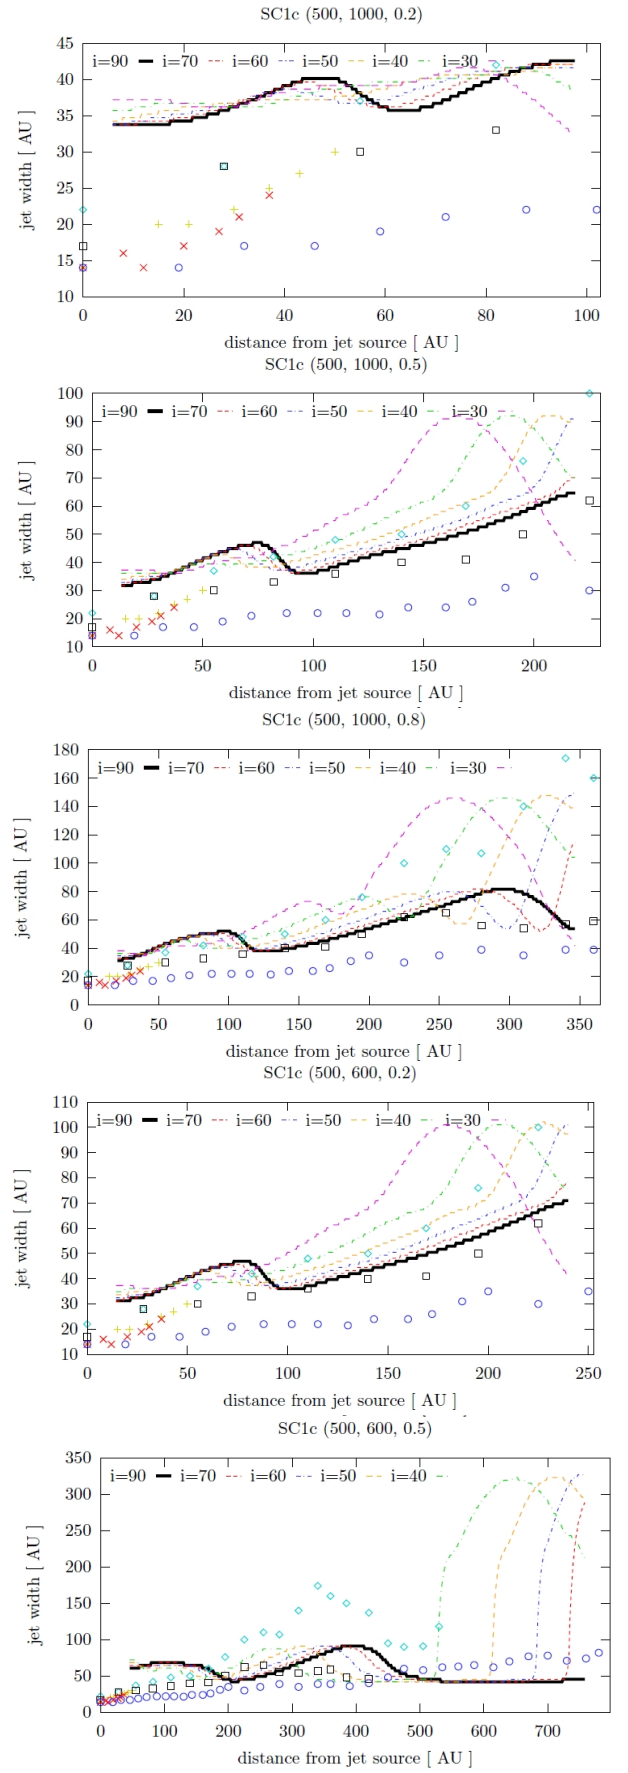 SC1c (500, 1000, 0.2)
45
40
35
30
25
20
15
10
i=90 i=70 i=60 i=50 i=40 i=30
jet width [ AU ]
0 20 40 60 80 100
distance from jet source [ AU ]
SC1c (500, 1000, 0.5)
100
90
80
70
60
50
40
30
20
10
i=90 i=70 i=60 i=50 i=40 i=30
jet width [ AU ]
0 50 100 150 200
distance from jet source [ AU ]
SC1c (500, 1000, 0.8)
180
160
140
120
100
80
60
40
20
0
i=90 i=70 i=60 i=50 i=40 i=30
jet width [ AU ]
0 50 100 150 200 250 300 350
distance from jet source [ AU ]
SC1c (500, 600, 0.2)
110
100
90
80
70
60
50
40
30
20
10
i=90 i=70 i=60 i=50 i=40 i=30
jet width [ AU ]
0 50 100 150 200 250
distance from jet source [ AU ]
SC1c (500, 600, 0.5)
350
300
250
200
150
100
50
0
i=90 i=70 i=60 i=50 i=40
jet width [ AU ]
0 100 200 300 400 500 600 700
distance from jet source [ AU ]